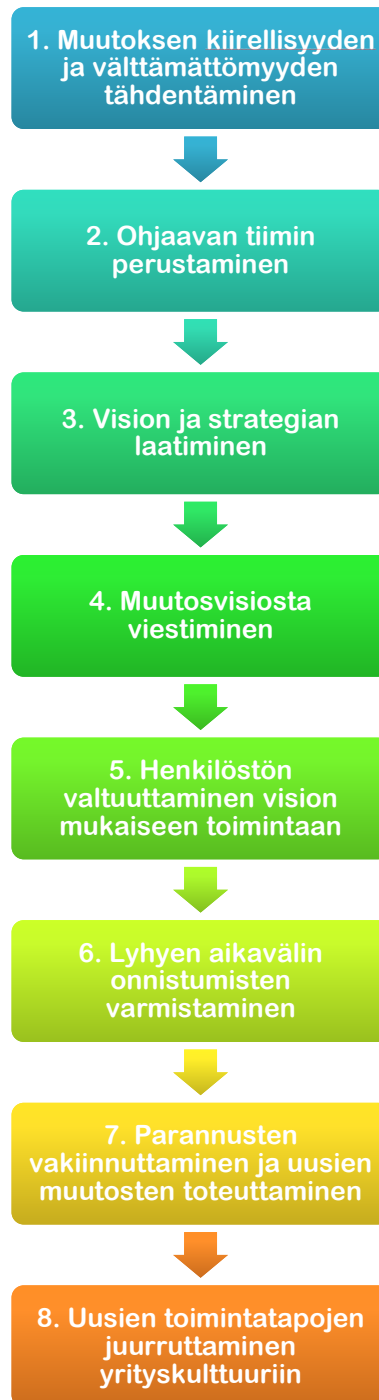 1. Muutoksen kiirellisyyden
ja välttämättömyyden
tähdentäminen
2. Ohjaavan tiimin
perustaminen
3. Vision ja strategian
laatiminen
4. Muutosvisiosta
viestiminen
5. Henkilöstön
valtuuttaminen vision
mukaiseen toimintaan
6. Lyhyen aikavälin
onnistumisten
varmistaminen
7. Parannusten
vakiinnuttaminen ja uusien
muutosten toteuttaminen
8. Uusien toimintatapojen
juurruttaminen
yrityskulttuuriin